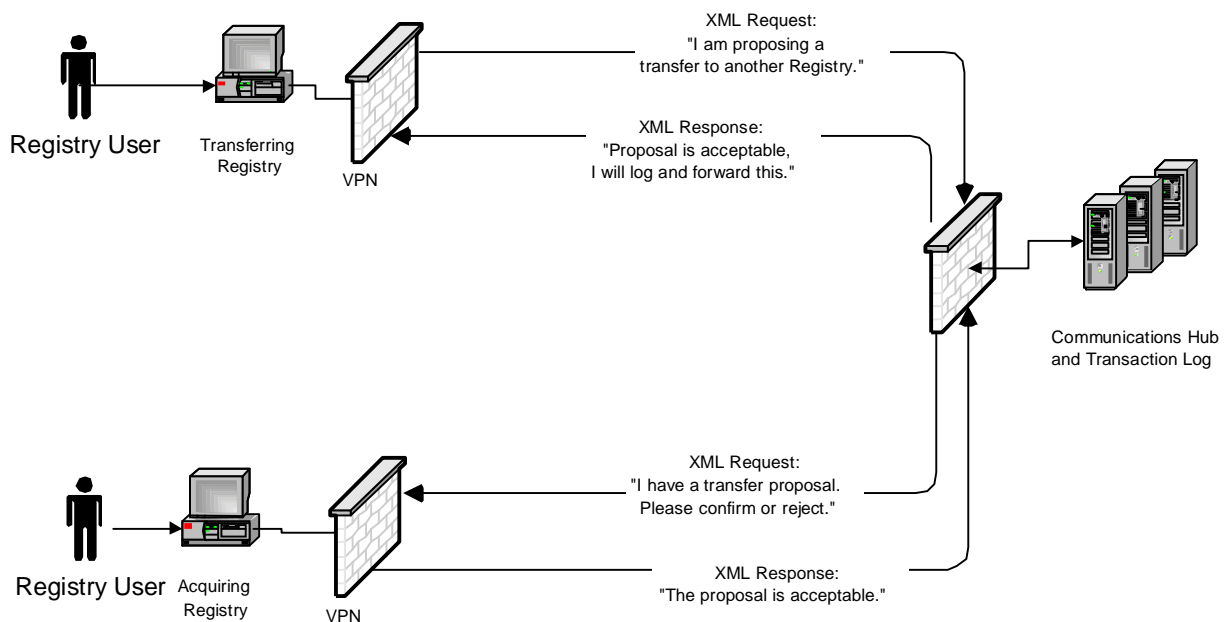 XML Request:
"I am proposing a
transfer to another Registry."
Registry User
Transferring
Registry
VPN
XML Response:
"Proposal is acceptable,
I will log and forward this."
Communications Hub
and Transaction Log
XML Request:
"I have a transfer proposal.
Please confirm or reject."
Registry User
Acquiring
Registry
VPN
XML Response:
"The proposal is acceptable."